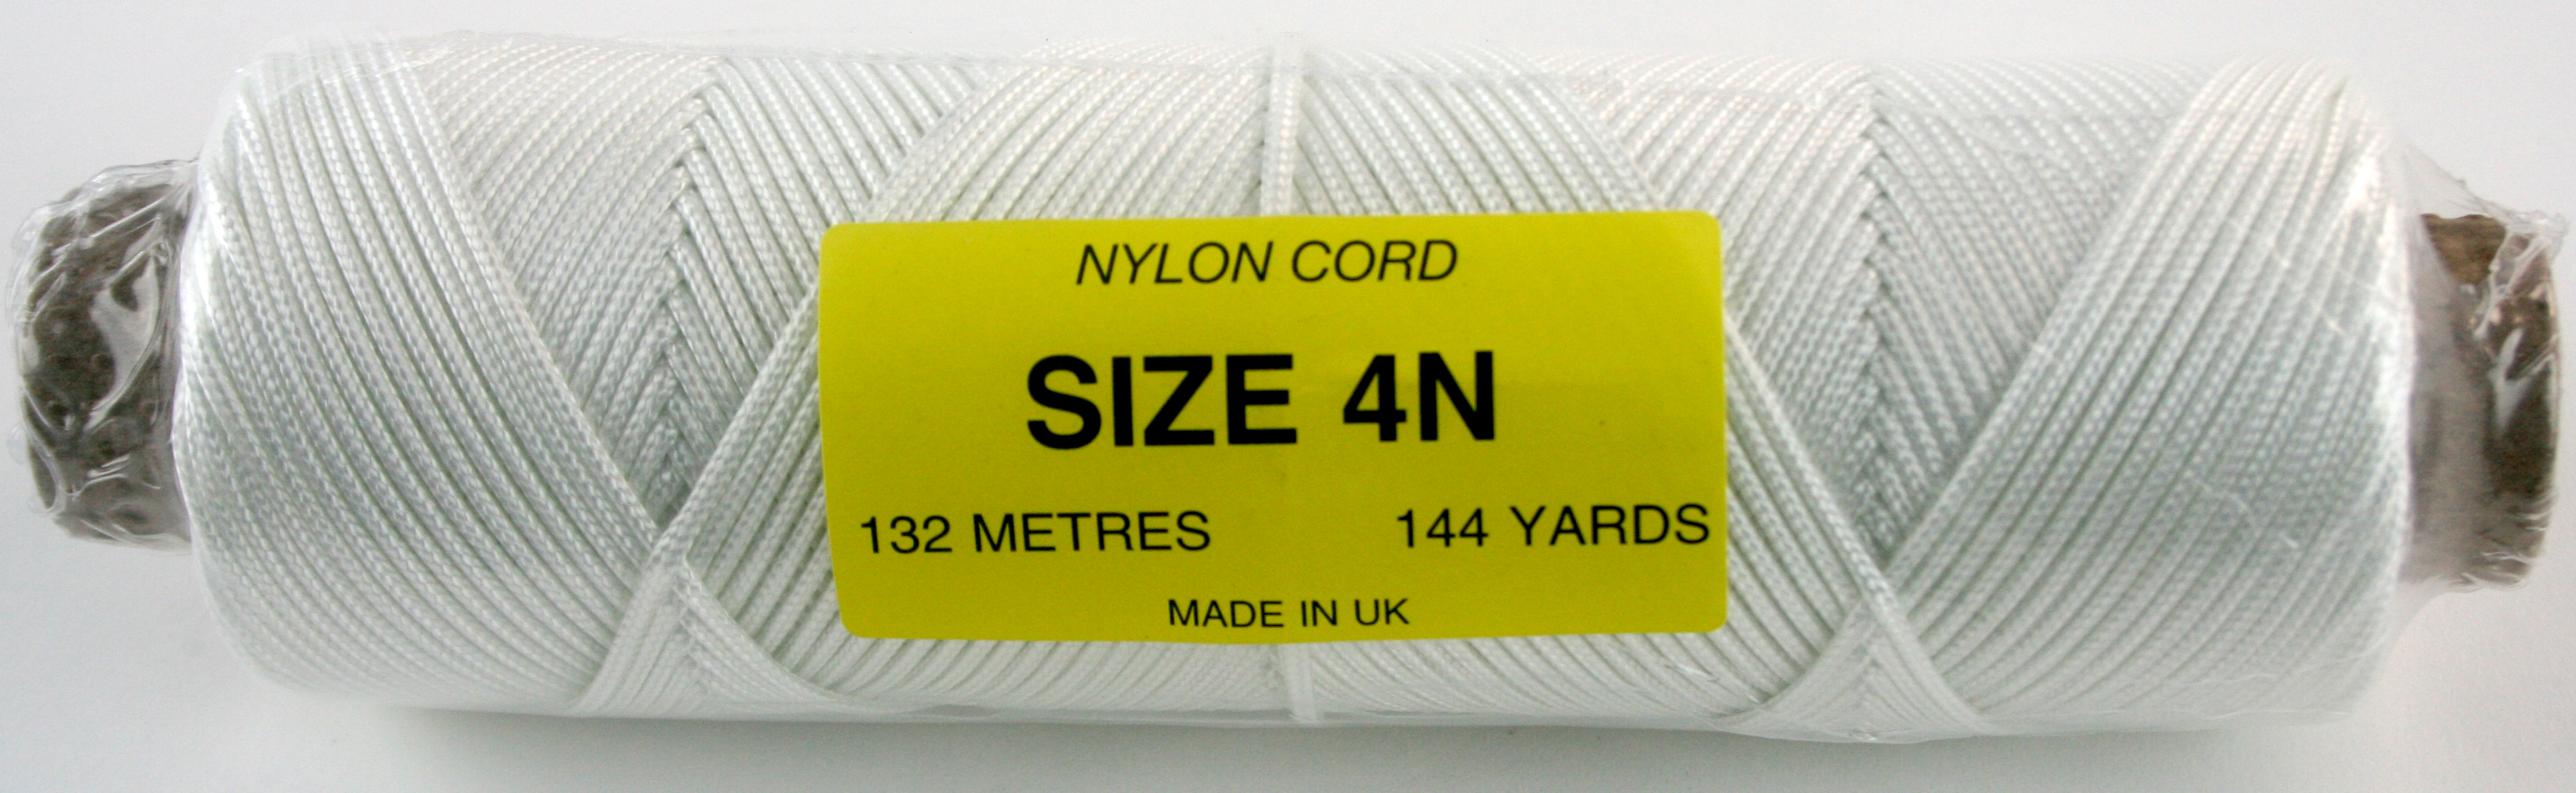 NYLON CORD
SIZE 4N
132 METRES 144 YARDS
MADE IN UK